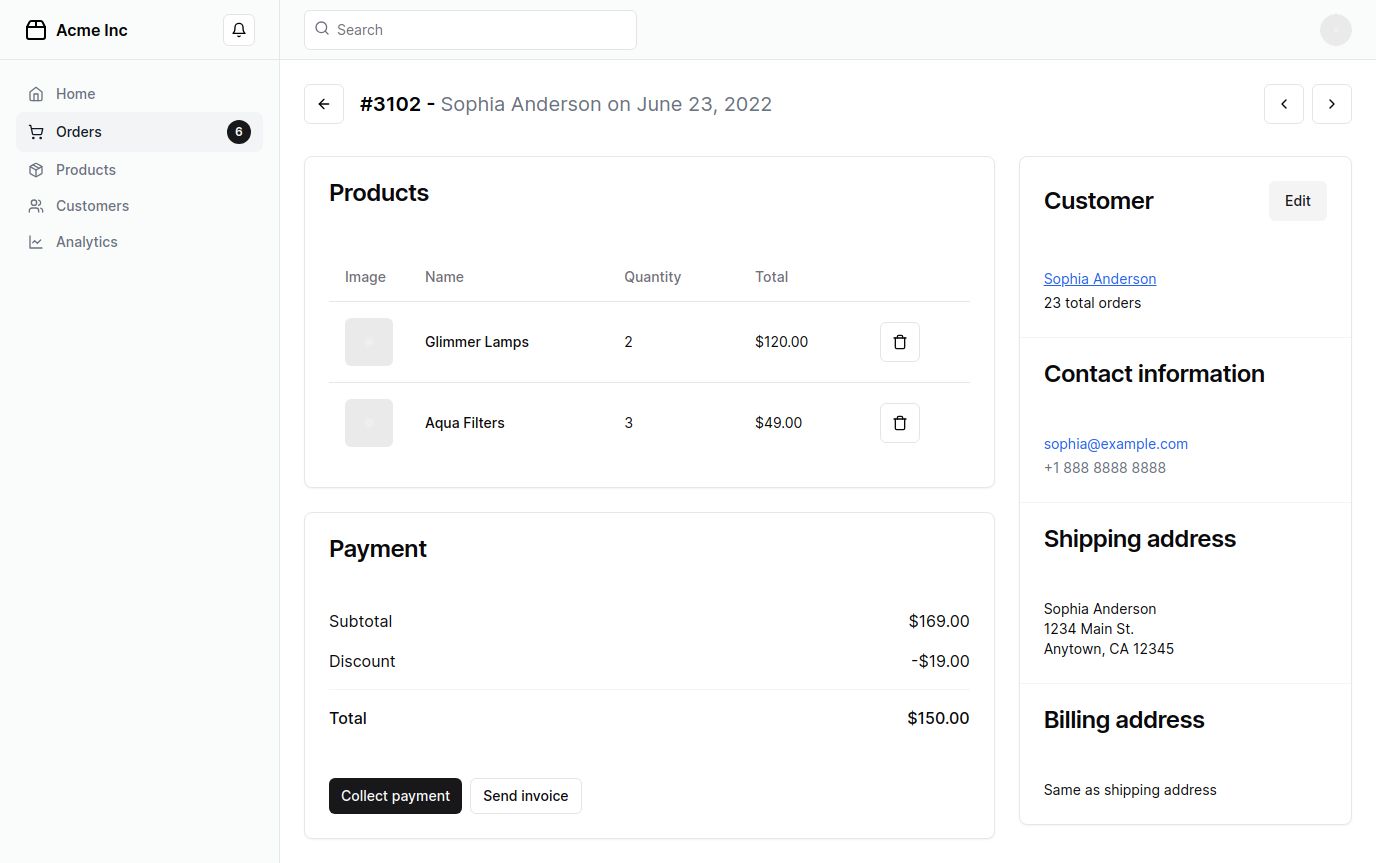 Acme Inc
Search
Home
Orders 6
Products
Customers
Analytics
#3102 - Sophia Anderson on June 23, 2022
Products
Image Name Quantity Total
Glimmer Lamps 2 $120.00
Aqua Filters 3 $49.00
Payment
Subtotal $169.00
Discount -$19.00
Total $150.00
Collect payment Send invoice
Customer Edit
Sophia Anderson
23 total orders
Contact information
sophia@example.com
+1 888 8888 8888
Shipping address
Sophia Anderson
1234 Main St.
Anytown, CA 12345
Billing address
Same as shipping address